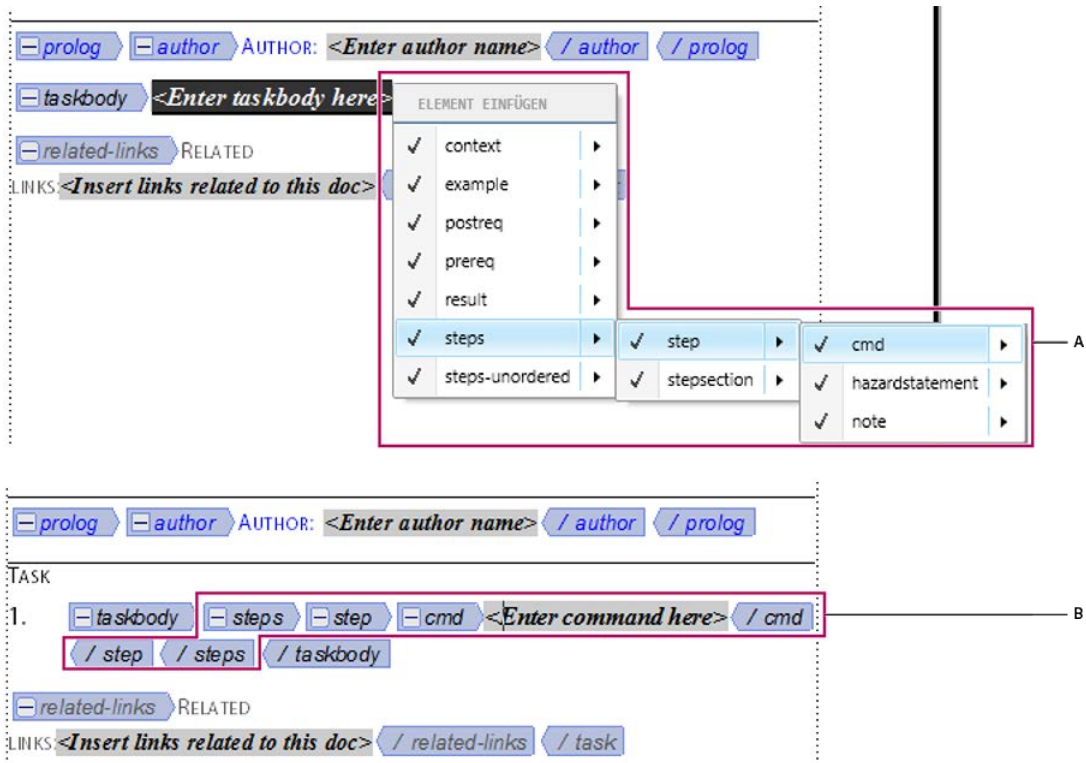 prolog author AUTHOR: <Enter author name> / author / prolog
taskbody <Enter taskbody here>
ELEMENT EINFÜGEN
related-links RELATED
LINKS:<Insert links related to this doc>
context
example
postreq
prereq
result
steps
steps-unordered
step
stepsection
cmd
hazardstatement
note
A
prolog author AUTHOR: <Enter author name> / author / prolog
TASK
1. taskbody steps step cmd <Enter command here> / cmd
B
/ step / steps / taskbody
related-links RELATED
LINKS:<Insert links related to this doc> / related-links / task